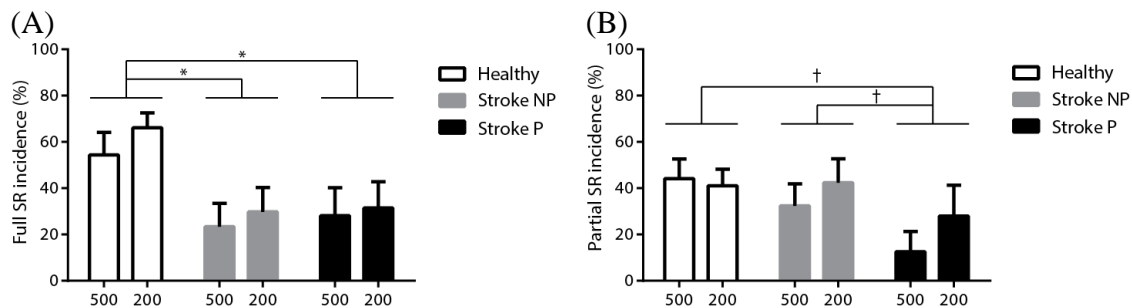 (A)
Full SR incidence (%)
100
80
60
40
20
0
*
*
500 200 500 200 500 200
Healthy
Stroke NP
Stroke P
(B)
Partial SR incidence (%)
100
80
60
40
20
0
†
†
500 200 500 200 500 200
Healthy
Stroke NP
Stroke P